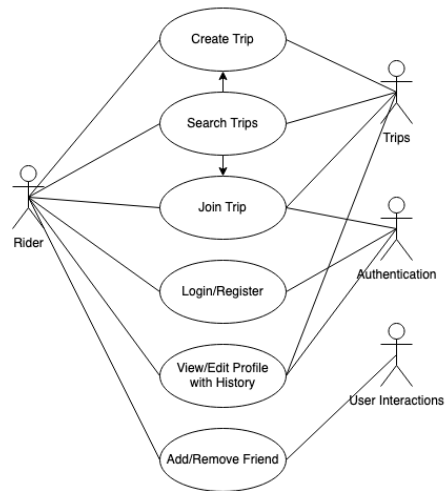 Create Trip
Search Trips
Trips
Join Trip
Rider
Authentication
Login/Register
View/Edit Profile
with History
User Interactions
Add/Remove Friend